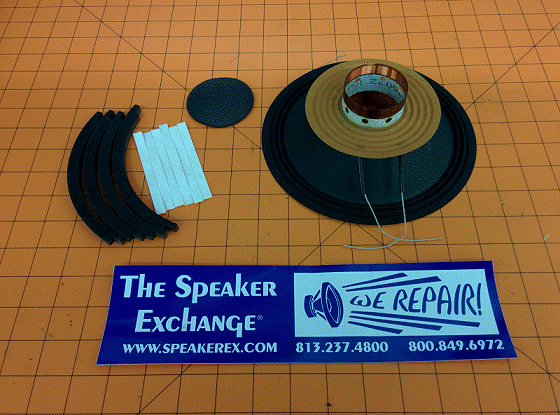 THE SPEAKER
EXCHANGE®
WE REPAIR!
WWW.SPEAKEREX.COM 813.237.4800 800.849.6972